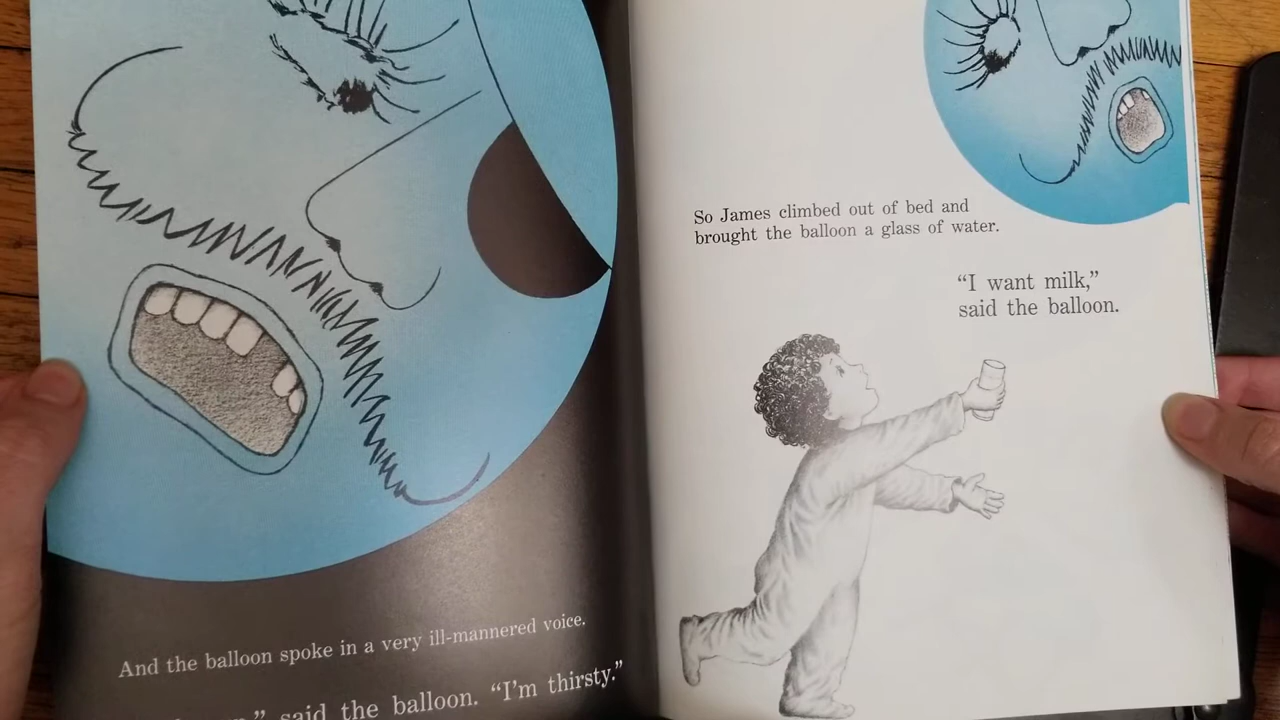 And the balloon spoke in a very ill-mannered voice.
said the balloon. “I’m thirsty.”
So James climbed out of bed and
brought the balloon a glass of water.
“I want milk,”
said the balloon.